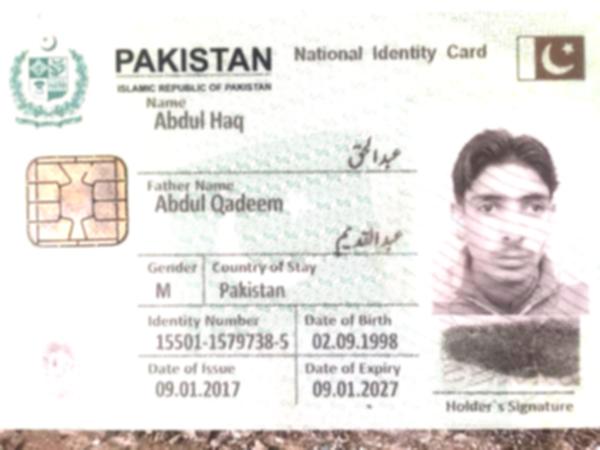 PAKISTAN National Identity Card
ISLAMIC REPUBLIC OF PAKISTAN
Name
Abdul Haq
عبدالحق
Father Name
Abdul Qadeem
عبدالقدیم
Gender Country of Stay
M Pakistan
Identity Number Date of Birth
15501-1579738-5 02.09.1998
Date of Issue Date of Expiry
09.01.2017 09.01.2027
Holder's Signature